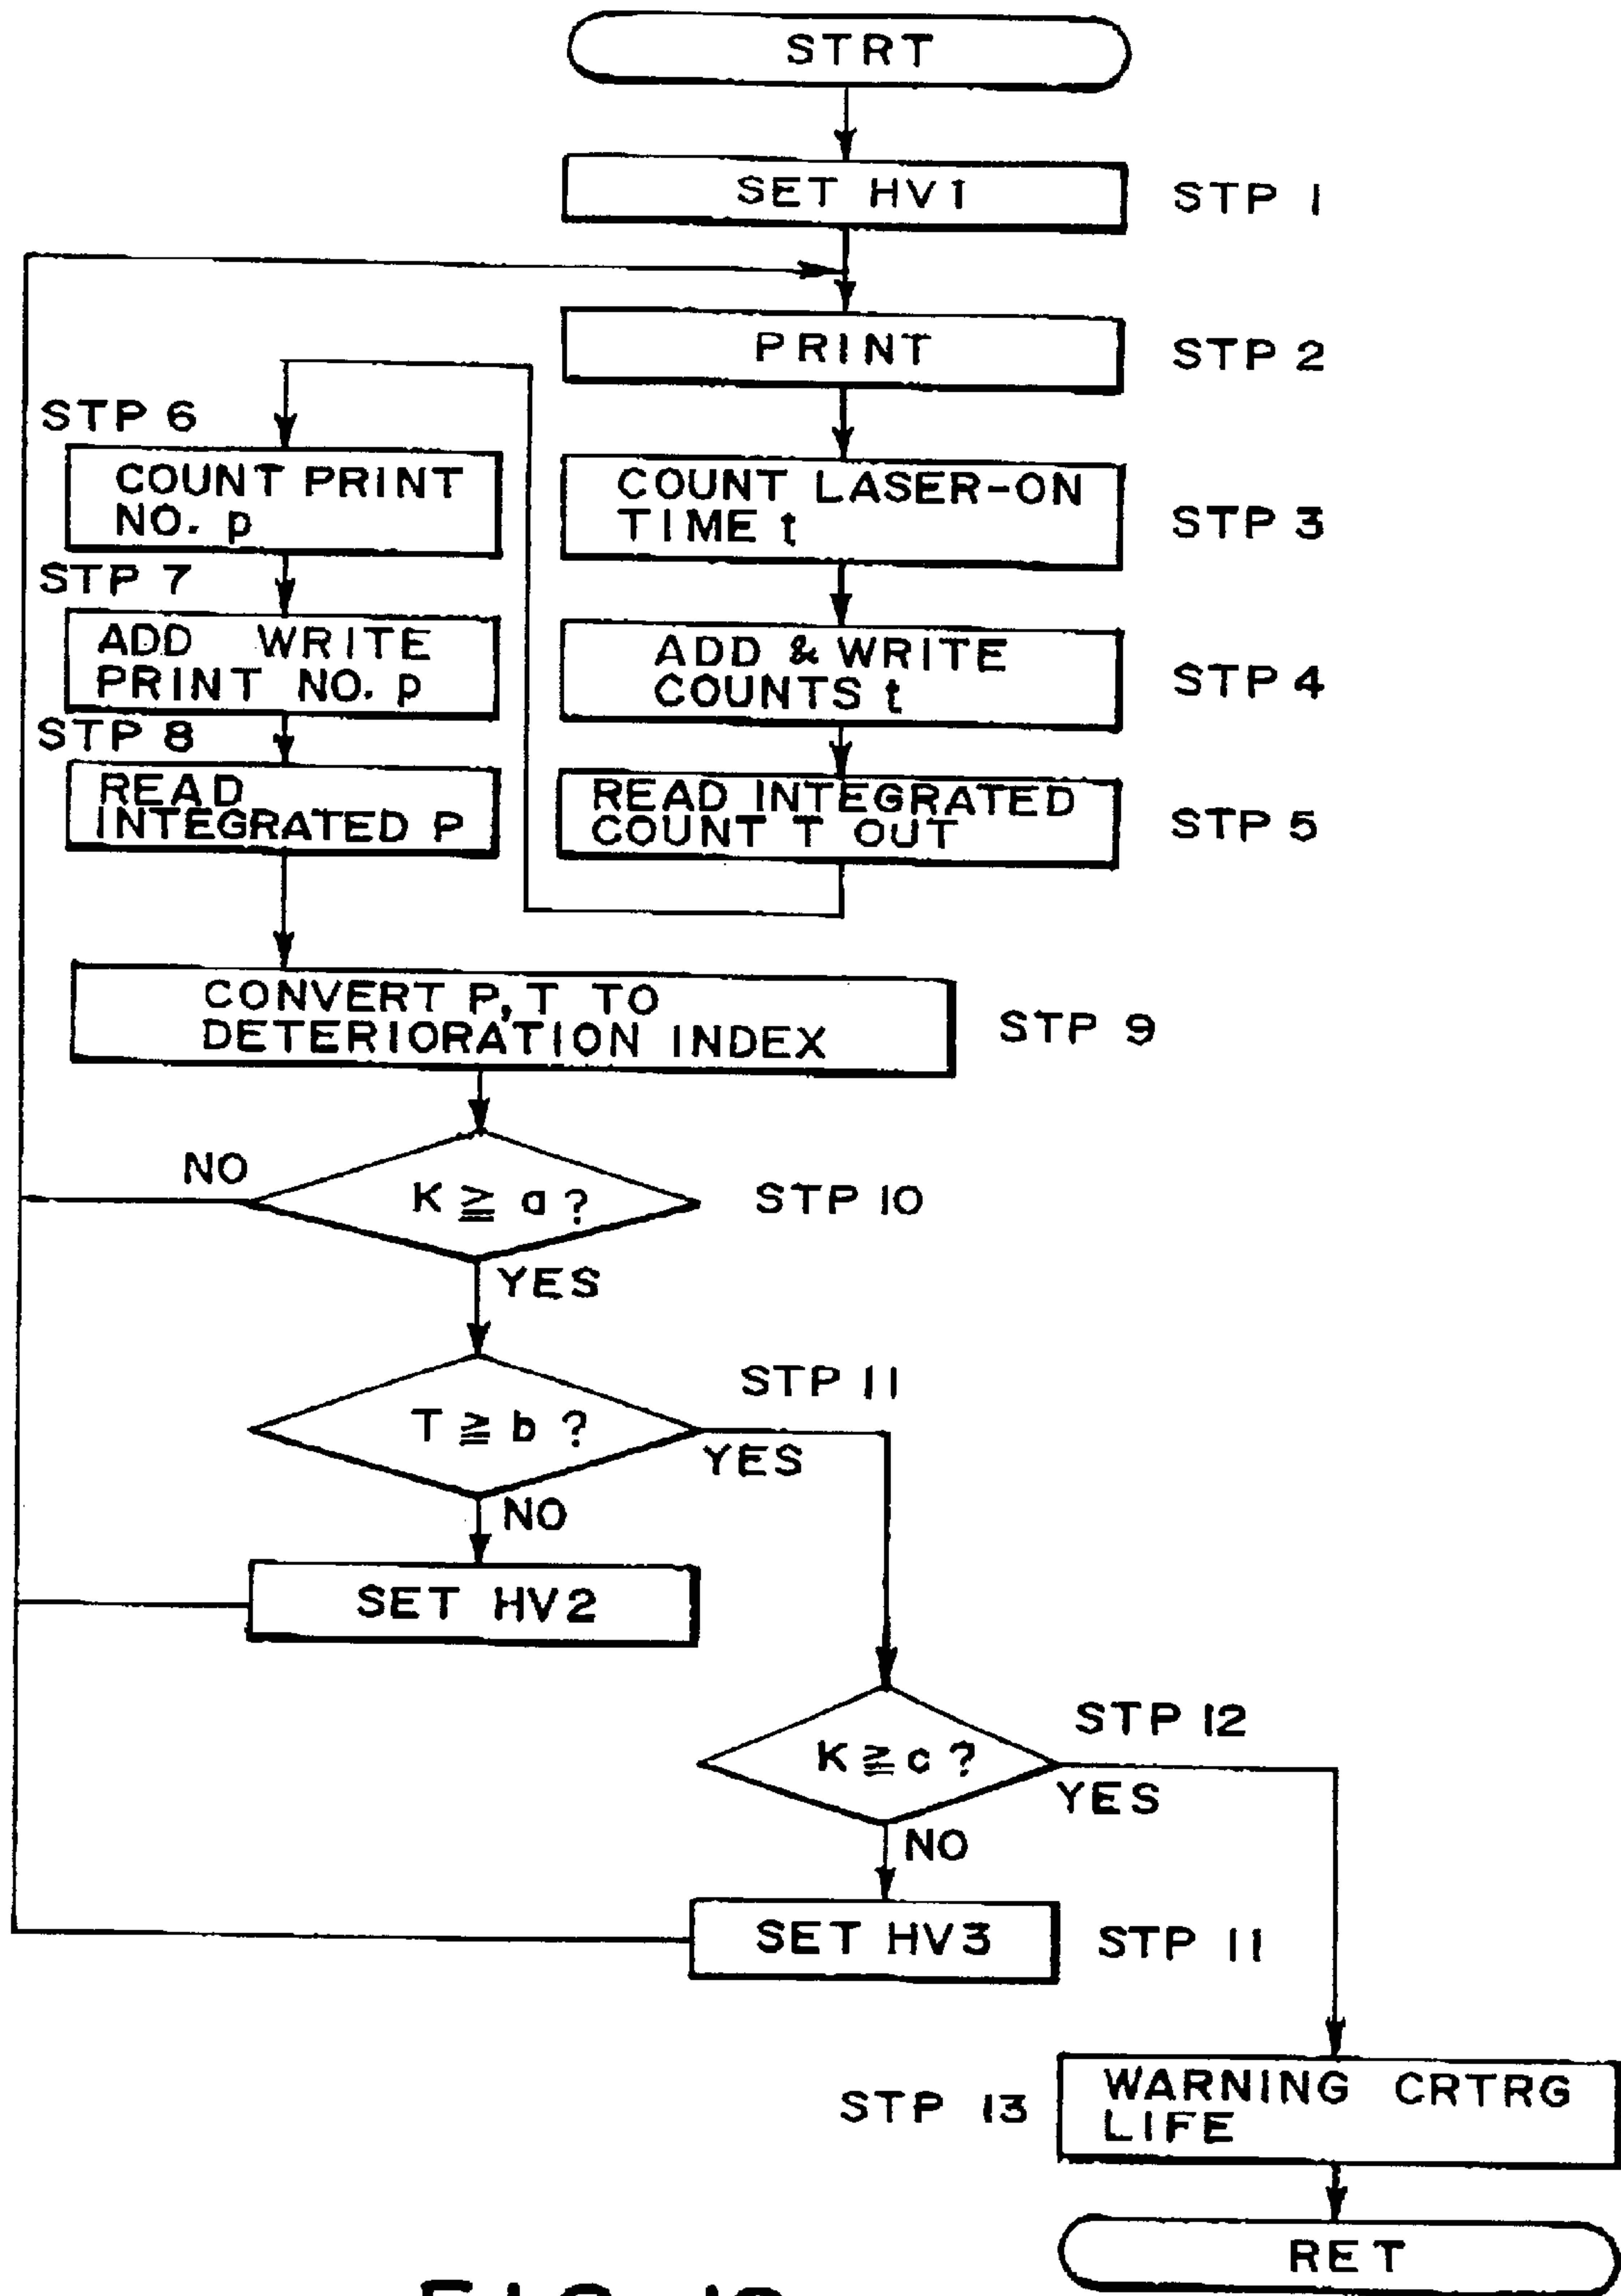 STRT
SET HV1
STP 1
PRINT
STP 2
COUNT LASER-ON
TIME t
STP 3
ADD & WRITE
COUNTS t
STP 4
READ INTEGRATED
COUNT T OUT
STP 5
STP 6
COUNT PRINT
NO. p
STP 7
ADD WRITE
PRINT NO. p
STP 8
READ
INTEGRATED P
CONVERT P, T TO
DETERIORATION INDEX
STP 9
NO
K ≧ a ?
STP 10
YES
STP 11
T ≧ b ?
YES
NO
SET HV2
STP 12
K ≧ c ?
YES
NO
SET HV3
STP 11
STP 13
WARNING CRTRG
LIFE
RET